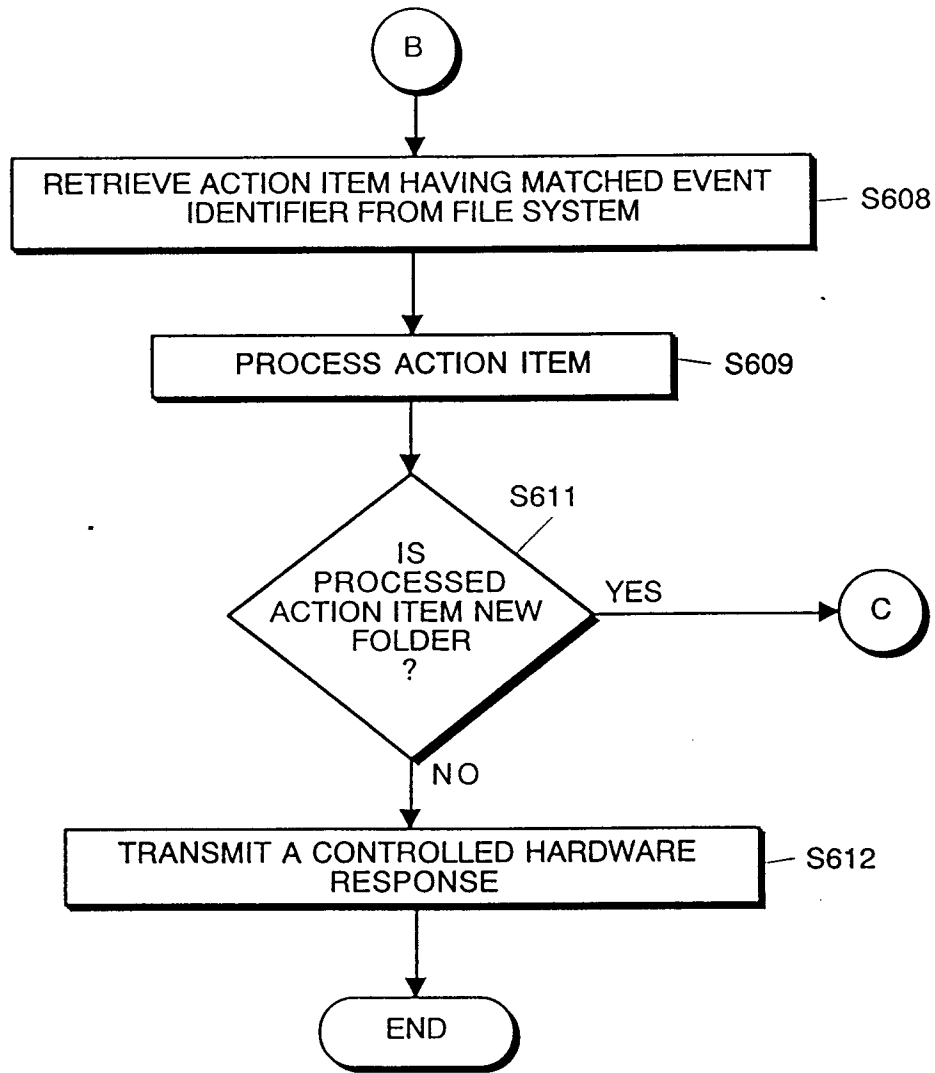 B
RETRIEVE ACTION ITEM HAVING MATCHED EVENT
IDENTIFIER FROM FILE SYSTEM
S608
PROCESS ACTION ITEM
S609
S611
IS
PROCESSED
ACTION ITEM NEW
FOLDER
?
YES
C
NO
TRANSMIT A CONTROLLED HARDWARE
RESPONSE
S612
END